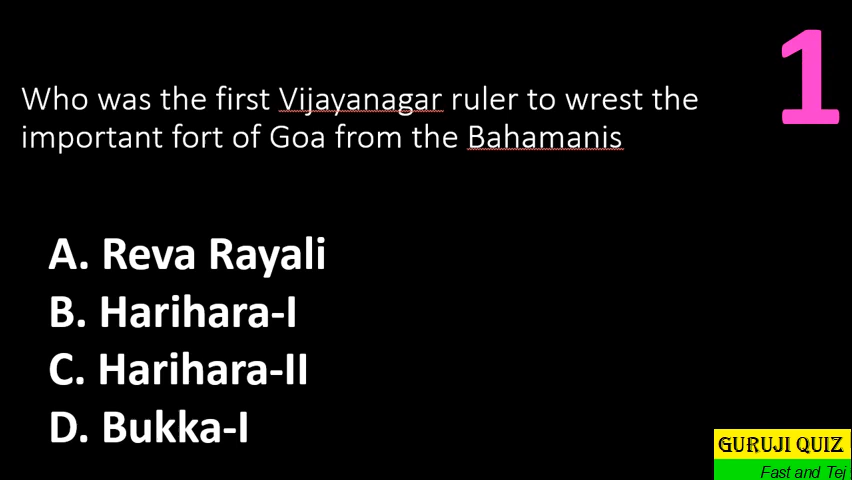 1
Who was the first Vijayanagar ruler to wrest the
important fort of Goa from the Bahamanis
A. Reva Rayali
B. Harihara-I
C. Harihara-II
D. Bukka-I
GURUJI QUIZ
Fast and Tej